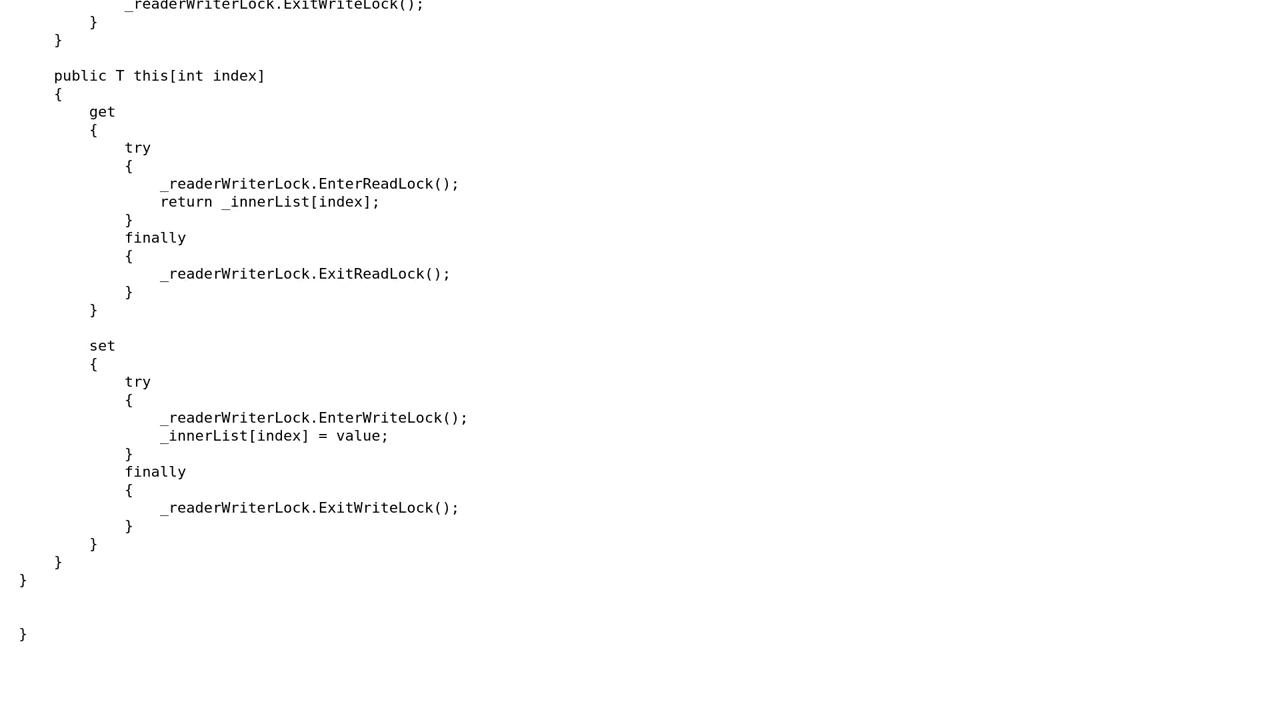 _readerWriterLock.ExitWriteLock();
        }
    }

    public T this[int index]
    {
        get
        {
            try
            {
                _readerWriterLock.EnterReadLock();
                return _innerList[index];
            }
            finally
            {
                _readerWriterLock.ExitReadLock();
            }
        }

        set
        {
            try
            {
                _readerWriterLock.EnterWriteLock();
                _innerList[index] = value;
            }
            finally
            {
                _readerWriterLock.ExitWriteLock();
            }
        }
    }
}


}